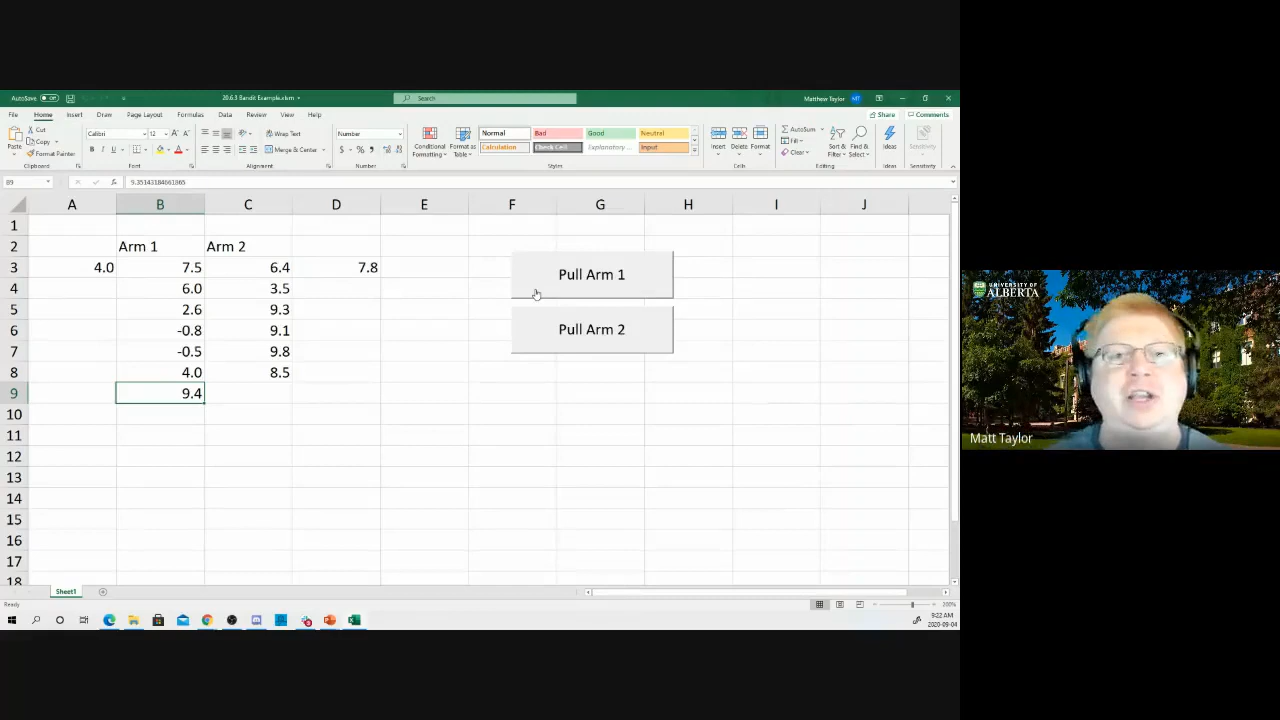 AutoSave Off
20.6.3 Bandit Example.xlsm
Search
Matthew Taylor
MT
File Home Insert Draw Page Layout Formulas Data Review View Help
Share Comments
Paste
Cut
Copy
Format Painter
Clipboard
Calibri 12
B I U
Font
Wrap Text
Merge & Center
Alignment
Number
$ %
Number
Conditional Formatting
Format as Table
Normal Bad Good Neutral
Calculation Check Cell Explanatory ... Input
Styles
Insert Delete Format
Cells
AutoSum
Fill
Clear
Sort & Filter
Find & Select
Editing
Ideas
Ideas
Sensitivity
Sensitivity
B9
fx
A B C D E F G H I J
1
2 Arm 1 Arm 2
3 4.0 7.5 6.4 7.8
4 6.0 3.5
5 2.6 9.3
6 -0.8 9.1
7 -0.5 9.8
8 4.0 8.5
9 9.4
10
11
12
13
14
15
16
17
18
Pull Arm 1
Pull Arm 2
Sheet1
Ready
200%
9:22 AM
2020-09-04
UNIVERSITY OF
ALBERTA
Matt Taylor